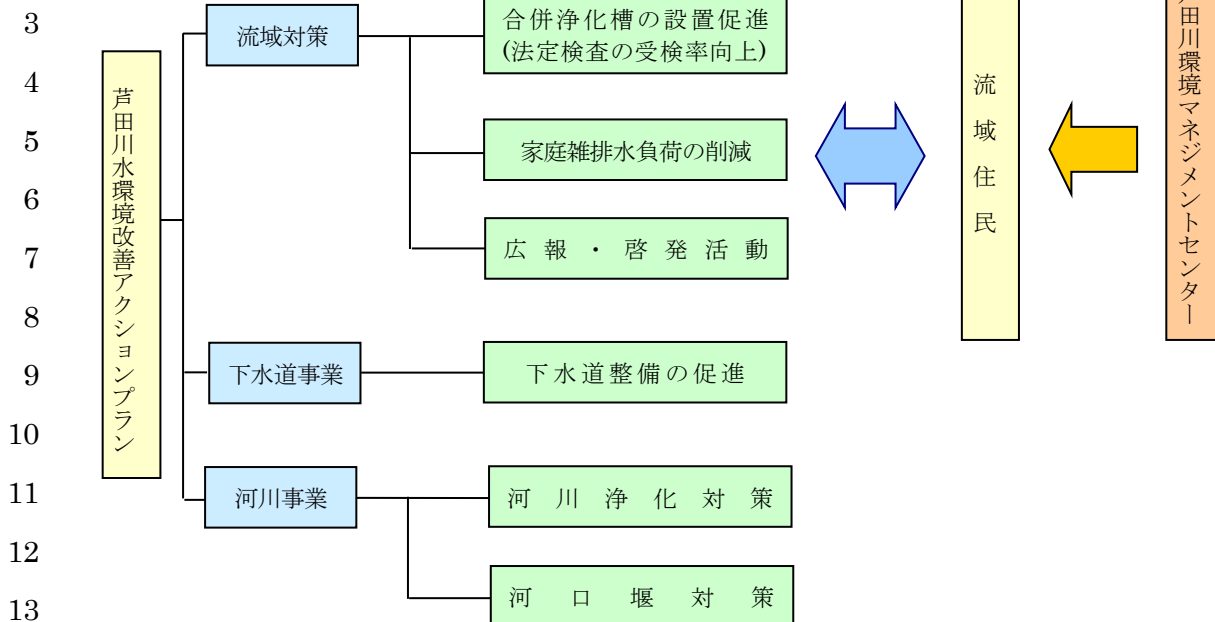 3
4
5
6
7
8
9
10
11
12
13
芦田川水環境改善アクションプラン
流域対策
合併浄化槽の設置促進
(法定検査の受検率向上)
家庭雑排水負荷の削減
広報・啓発活動
下水道事業
下水道整備の促進
河川事業
河川浄化対策
河口堰対策
流域住民
田川環境マネジメントセンター